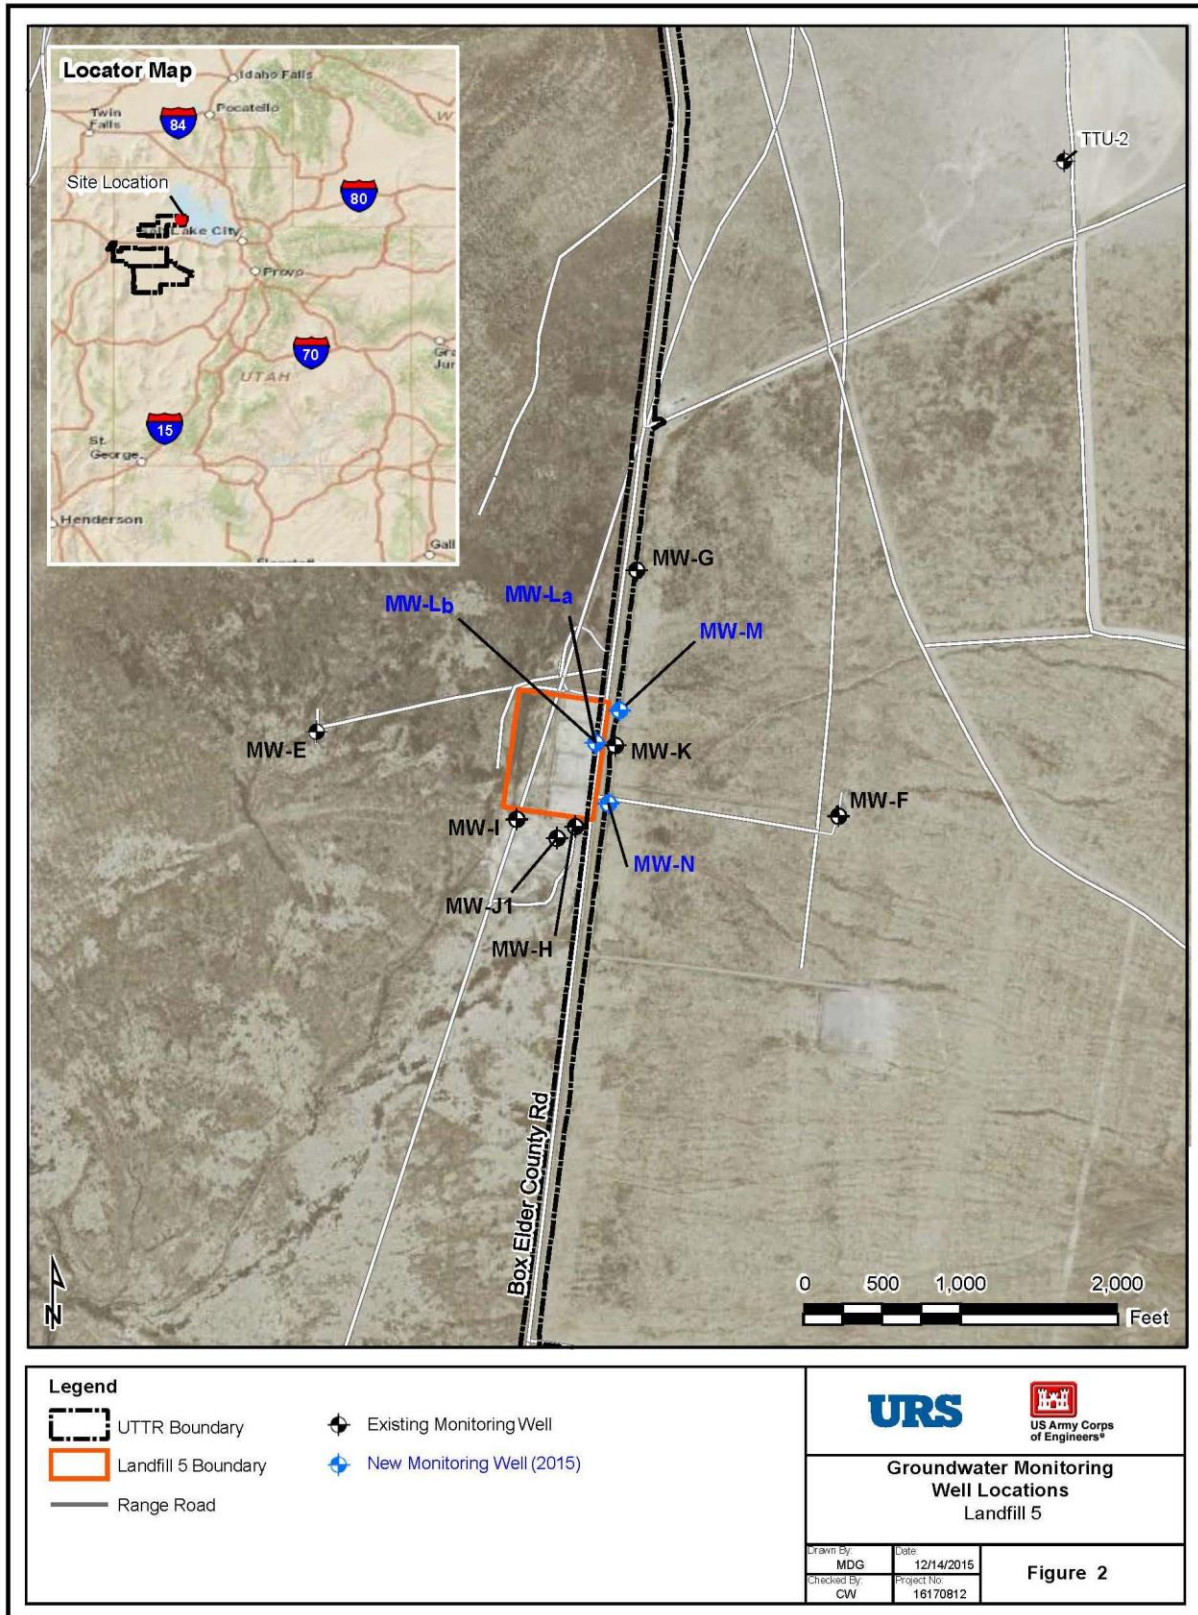 Locator Map
Idaho Falls
Pocatello
Twin
Falls
84
Site Location
80
Lake City
Provo
70
UTAH
15
St.
George
Henderson
Gra
Jun
Gall
TTU-2
MW-G
MW-La
MW-Lb
MW-M
MW-E
MW-K
MW-F
MW-I
MW-N
MW-J1
MW-H
Box Elder County Rd
N
0 500 1,000 2,000
Feet
Legend
UTTR Boundary
Landfill 5 Boundary
Range Road
Existing Monitoring Well
New Monitoring Well (2015)
URS
US Army Corps
of Engineers®
Groundwater Monitoring
Well Locations
Landfill 5
Drawn By:
MDG
Date:
12/14/2015
Checked By:
CW
Project No:
16170812
Figure 2